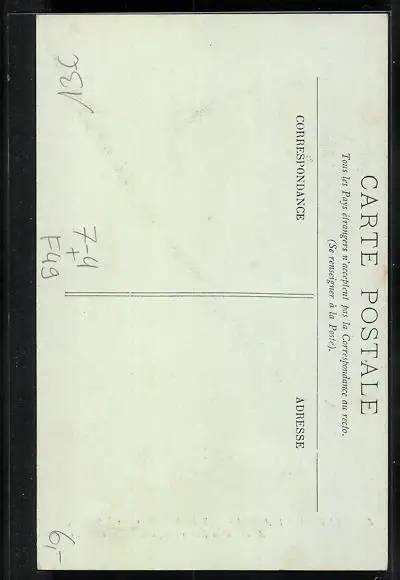 CARTE POSTALE
Tous les Pays étrangers n'acceptent pas la Correspondance au recto.
(Se renseigner à la Poste).
CORRESPONDANCE
ADRESSE
7-4
+
F49
6,-